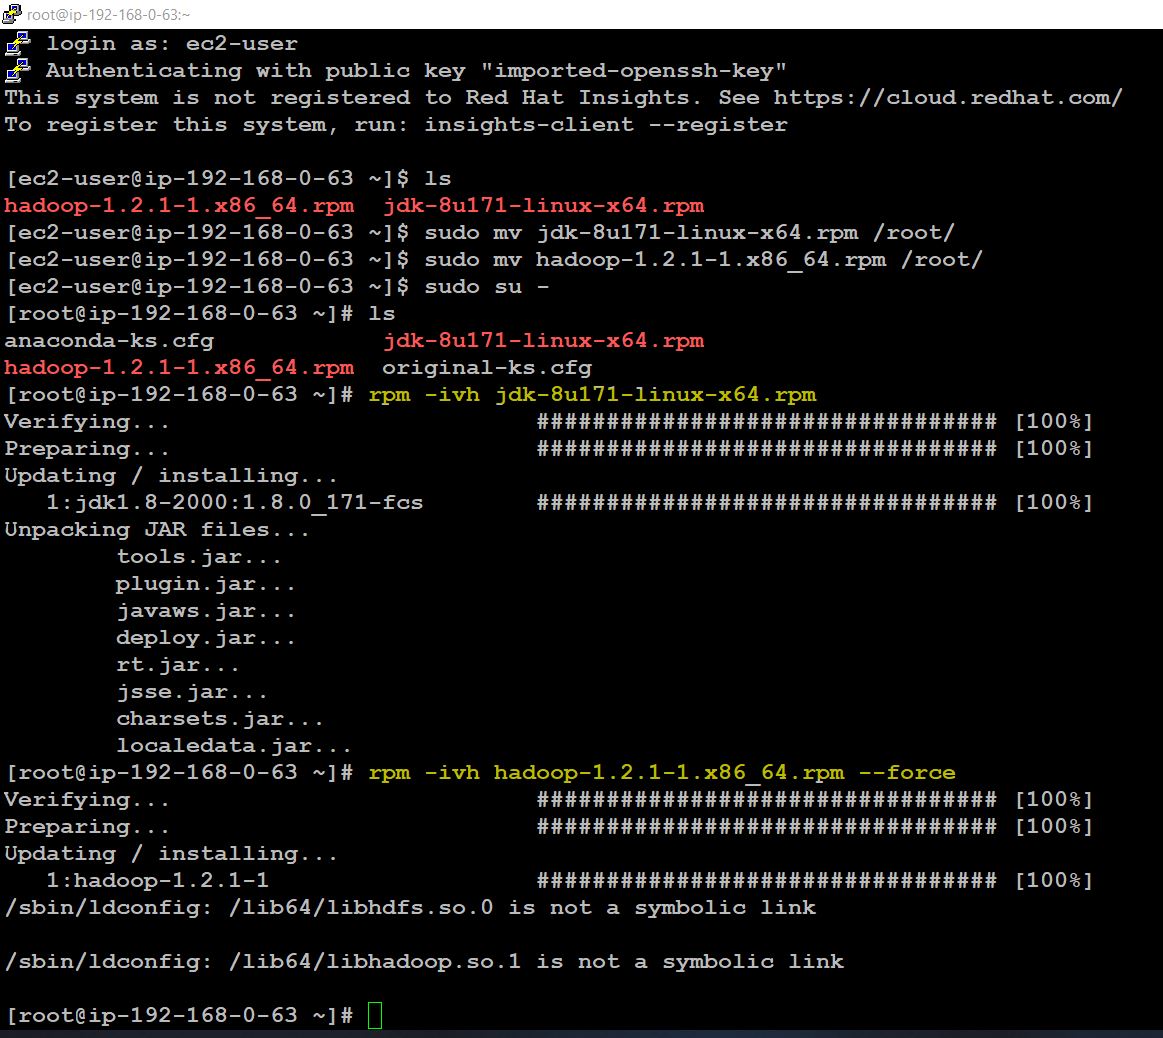 root@ip-192-168-0-63:~
login as: ec2-user
Authenticating with public key "imported-openssh-key"
This system is not registered to Red Hat Insights. See https://cloud.redhat.com/
To register this system, run: insights-client --register
[ec2-user@ip-192-168-0-63 ~]$ ls
hadoop-1.2.1-1.x86_64.rpm  jdk-8u171-linux-x64.rpm
[ec2-user@ip-192-168-0-63 ~]$ sudo mv jdk-8u171-linux-x64.rpm /root/
[ec2-user@ip-192-168-0-63 ~]$ sudo mv hadoop-1.2.1-1.x86_64.rpm /root/
[ec2-user@ip-192-168-0-63 ~]$ sudo su -
[root@ip-192-168-0-63 ~]# ls
anaconda-ks.cfg            jdk-8u171-linux-x64.rpm
hadoop-1.2.1-1.x86_64.rpm  original-ks.cfg
[root@ip-192-168-0-63 ~]# rpm -ivh jdk-8u171-linux-x64.rpm
Verifying...                          ################################# [100%]
Preparing...                          ################################# [100%]
Updating / installing...
   1:jdk1.8-2000:1.8.0_171-fcs        ################################# [100%]
Unpacking JAR files...
        tools.jar...
        plugin.jar...
        javaws.jar...
        deploy.jar...
        rt.jar...
        jsse.jar...
        charsets.jar...
        localedata.jar...
[root@ip-192-168-0-63 ~]# rpm -ivh hadoop-1.2.1-1.x86_64.rpm --force
Verifying...                          ################################# [100%]
Preparing...                          ################################# [100%]
Updating / installing...
   1:hadoop-1.2.1-1                   ################################# [100%]
/sbin/ldconfig: /lib64/libhdfs.so.0 is not a symbolic link
/sbin/ldconfig: /lib64/libhadoop.so.1 is not a symbolic link
[root@ip-192-168-0-63 ~]#